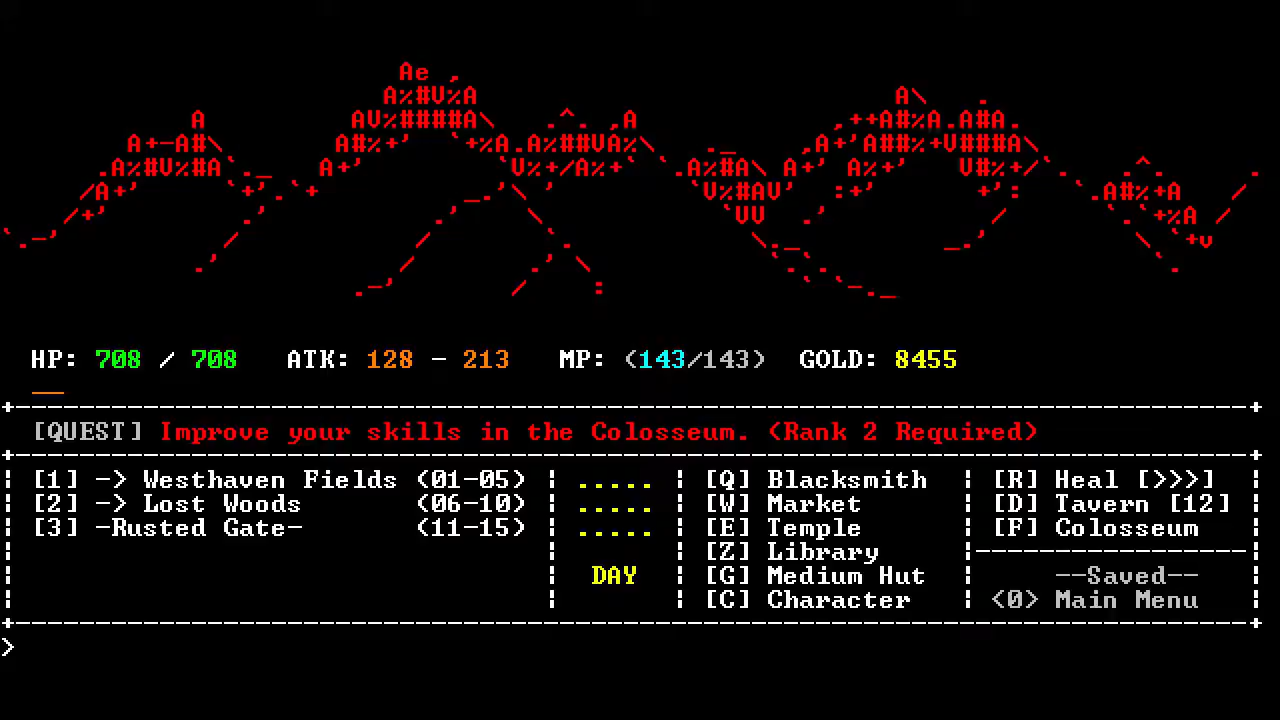 HP: 708 / 708 ATK: 128 - 213 MP: (143/143) GOLD: 8455
[QUEST] Improve your skills in the Colosseum. (Rank 2 Required)
[1] -> Westhaven Fields (01-05) ..... [Q] Blacksmith [R] Heal [>>>]
[2] -> Lost Woods (06-10) ..... [W] Market [D] Tavern [12]
[3] -Rusted Gate- (11-15) ..... [E] Temple [F] Colosseum
[Z] Library
DAY [G] Medium Hut --Saved--
[C] Character <0> Main Menu
>